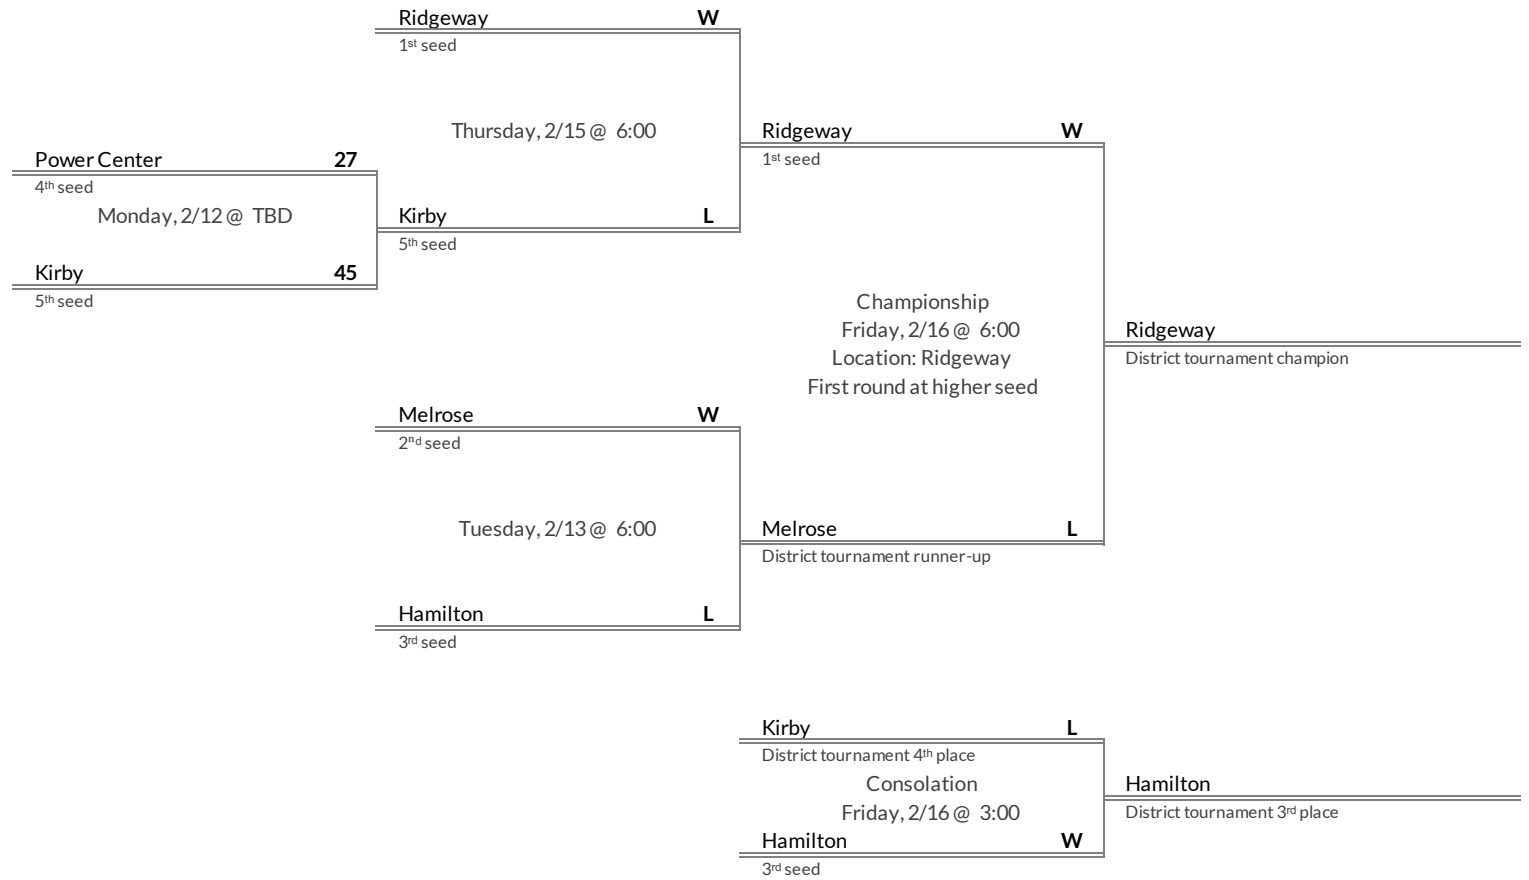 Ridgeway W
1st seed
Thursday, 2/15 @ 6:00
Ridgeway W
1st seed
Power Center 27
4th seed
Monday, 2/12 @ TBD
Kirby L
5th seed
Kirby 45
5th seed
Championship
Friday, 2/16 @ 6:00
Location: Ridgeway
First round at higher seed
Ridgeway
District tournament champion
Melrose W
2nd seed
Tuesday, 2/13 @ 6:00
Melrose L
District tournament runner-up
Hamilton L
3rd seed
Kirby L
District tournament 4th place
Consolation
Friday, 2/16 @ 3:00
Hamilton
District tournament 3rd place
Hamilton W
3rd seed